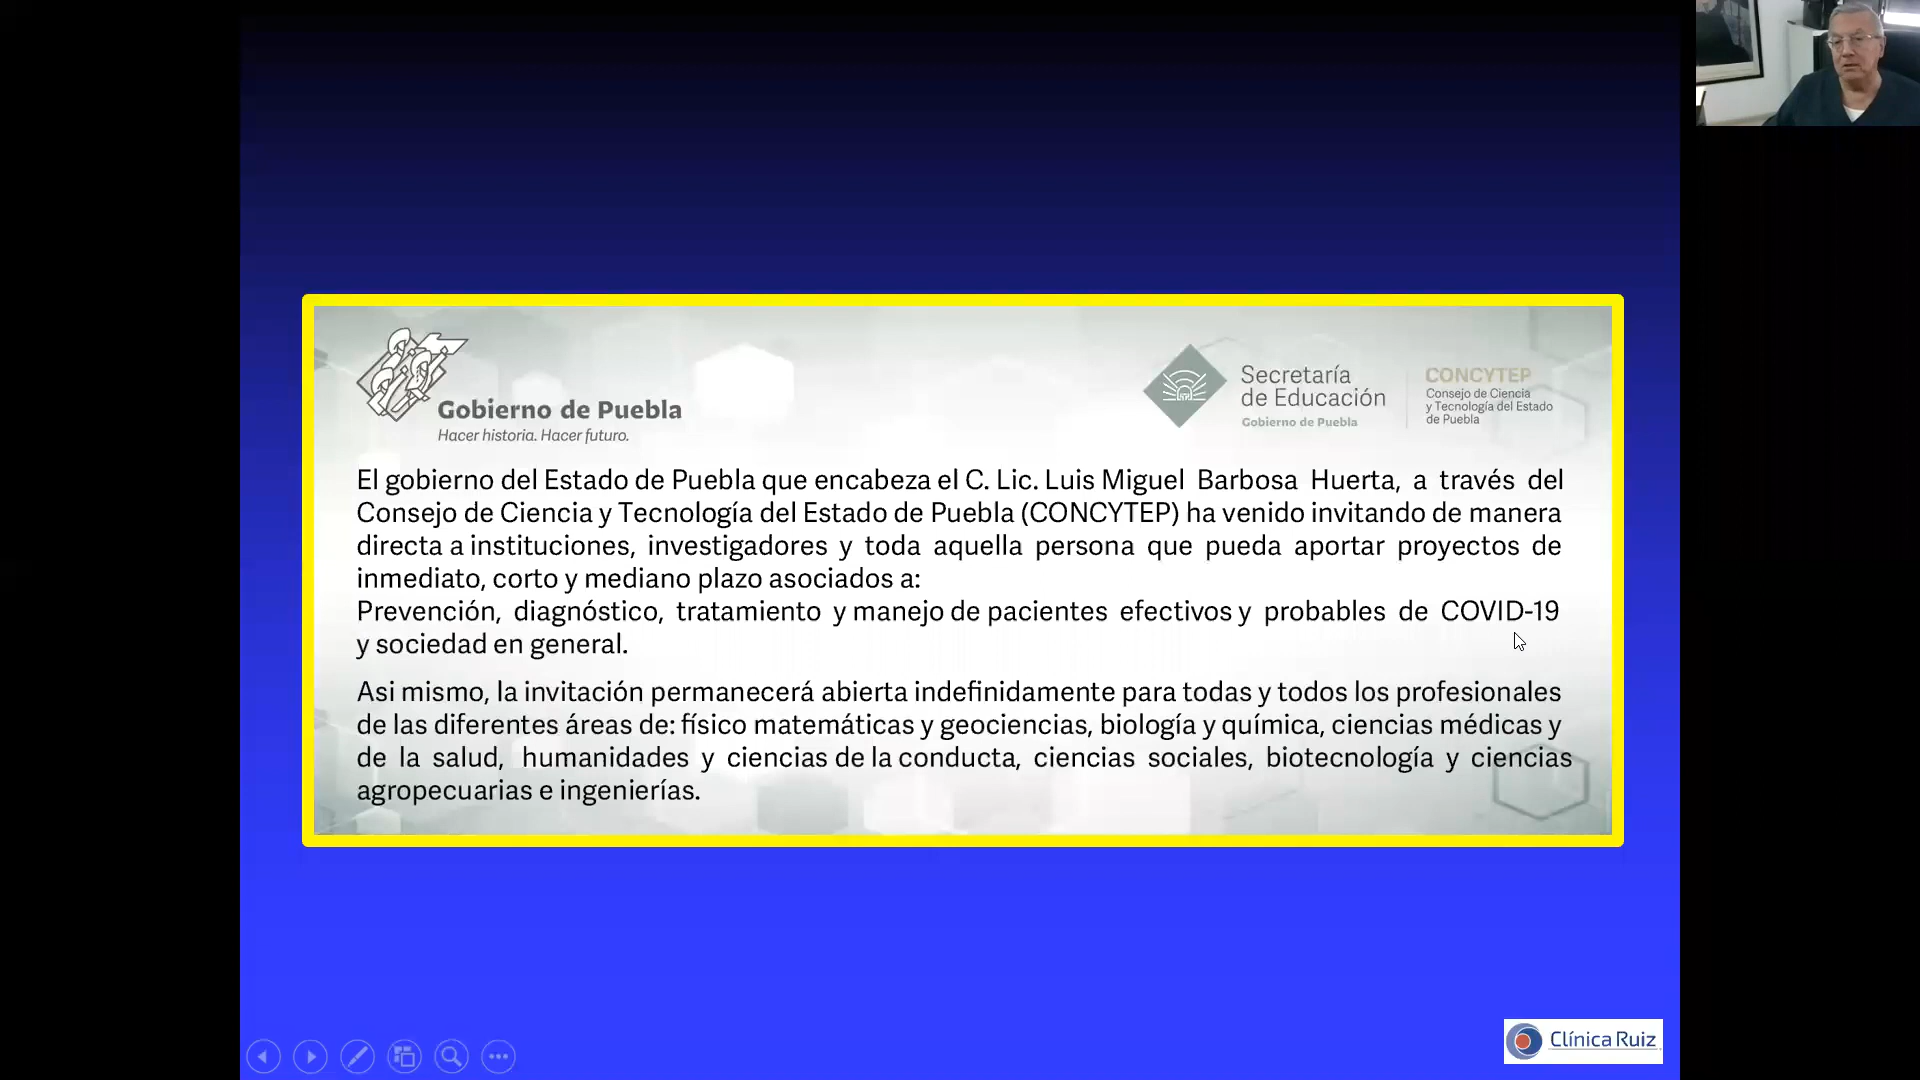 Gobierno de Puebla
Hacer historia. Hacer futuro.
Secretaría
de Educación
Gobierno de Puebla
CONCYTEP
Consejo de Ciencia
y Tecnología del Estado
de Puebla
El gobierno del Estado de Puebla que encabeza el C. Lic. Luis Miguel Barbosa Huerta, a través del
Consejo de Ciencia y Tecnología del Estado de Puebla (CONCYTEP) ha venido invitando de manera
directa a instituciones, investigadores y toda aquella persona que pueda aportar proyectos de
inmediato, corto y mediano plazo asociados a:
Prevención, diagnóstico, tratamiento y manejo de pacientes efectivos y probables de COVID-19
y sociedad en general.
Asi mismo, la invitación permanecerá abierta indefinidamente para todas y todos los profesionales
de las diferentes áreas de: físico matemáticas y geociencias, biología y química, ciencias médicas y
de la salud, humanidades y ciencias de la conducta, ciencias sociales, biotecnología y ciencias
agropecuarias e ingenierías.
Clínica Ruiz